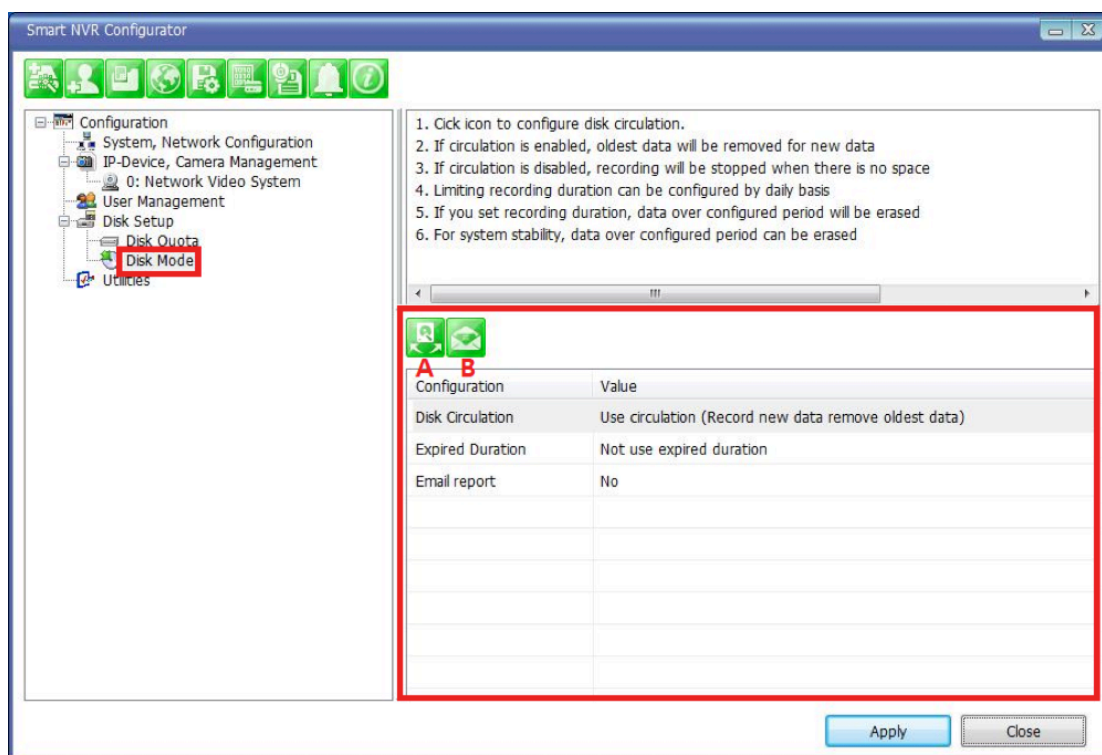 Smart NVR Configurator
Configuration
System, Network Configuration
IP-Device, Camera Management
0: Network Video System
User Management
Disk Setup
Disk Quota
Disk Mode
Utilities
1. Cick icon to configure disk circulation.
2. If circulation is enabled, oldest data will be removed for new data
3. If circulation is disabled, recording will be stopped when there is no space
4. Limiting recording duration can be configured by daily basis
5. If you set recording duration, data over configured period will be erased
6. For system stability, data over configured period can be erased
A B
Configuration Value
Disk Circulation Use circulation (Record new data remove oldest data)
Expired Duration Not use expired duration
Email report No
Apply Close